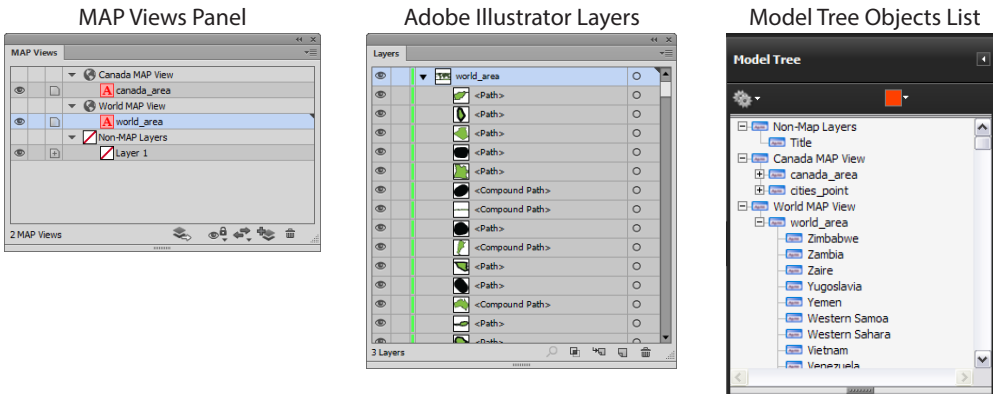 MAP Views Panel
MAP Views
Canada MAP View
A canada_area
World MAP View
A world_area
Non-MAP Layers
Layer 1
2 MAP Views
Adobe Illustrator Layers
Layers
world_area
<Path>
<Path>
<Path>
<Path>
<Path>
<Compound Path>
<Compound Path>
<Path>
<Compound Path>
<Path>
<Path>
<Compound Path>
<Path>
<Path>
3 Layers
Model Tree Objects List
Model Tree
Non-Map Layers
Title
Canada MAP View
canada_area
cities_point
World MAP View
world_area
Zimbabwe
Zambia
Zaire
Yugoslavia
Yemen
Western Samoa
Western Sahara
Vietnam
Venezuela